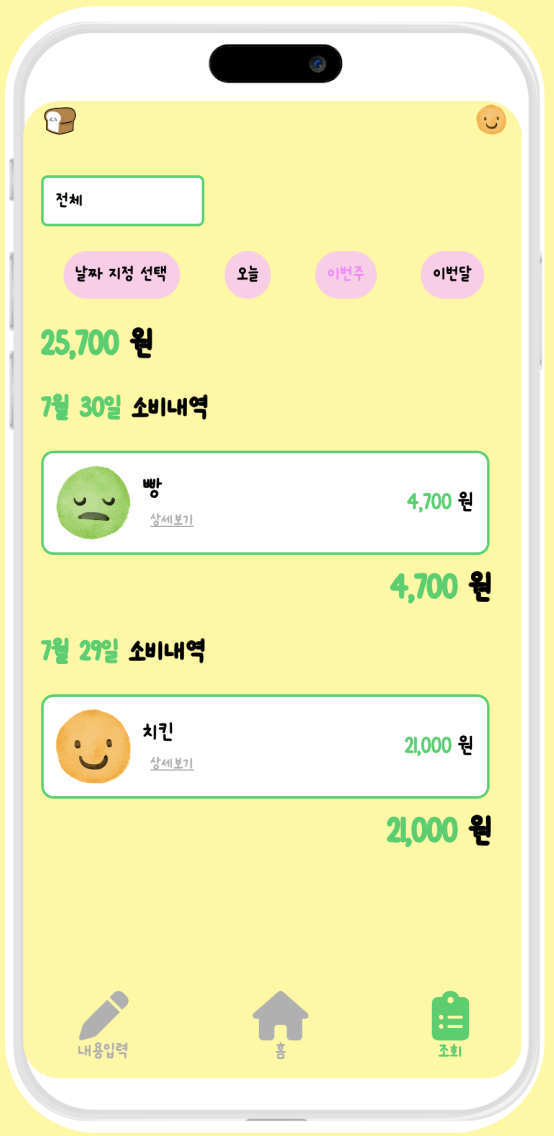 전체
날짜 지정 선택 오늘 이번주 이번달
25,700 원
7월 30일 소비내역
빵
상세보기
4,700 원
4,700 원
7월 29일 소비내역
치킨
상세보기
21,000 원
21,000 원
내용입력 홈 조회